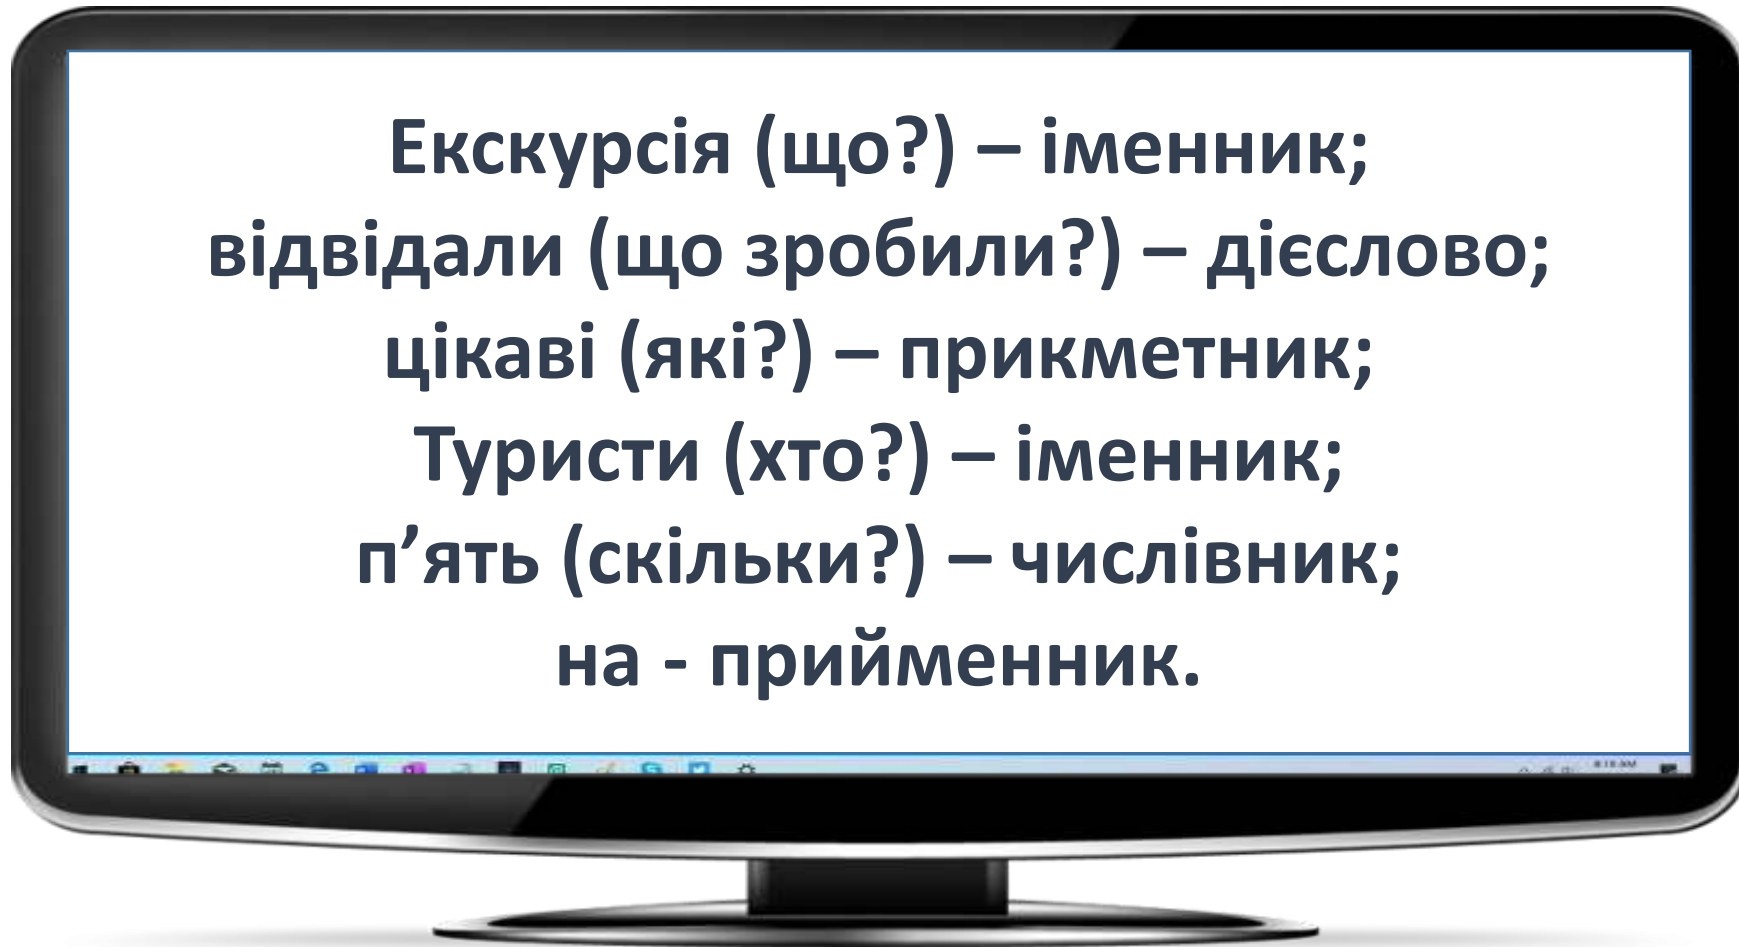 Екскурсія (що?) – іменник;
відвідали (що зробили?) – дієслово;
цікаві (які?) – прикметник;
Туристи (хто?) – іменник;
п’ять (скільки?) – числівник;
на - прийменник.